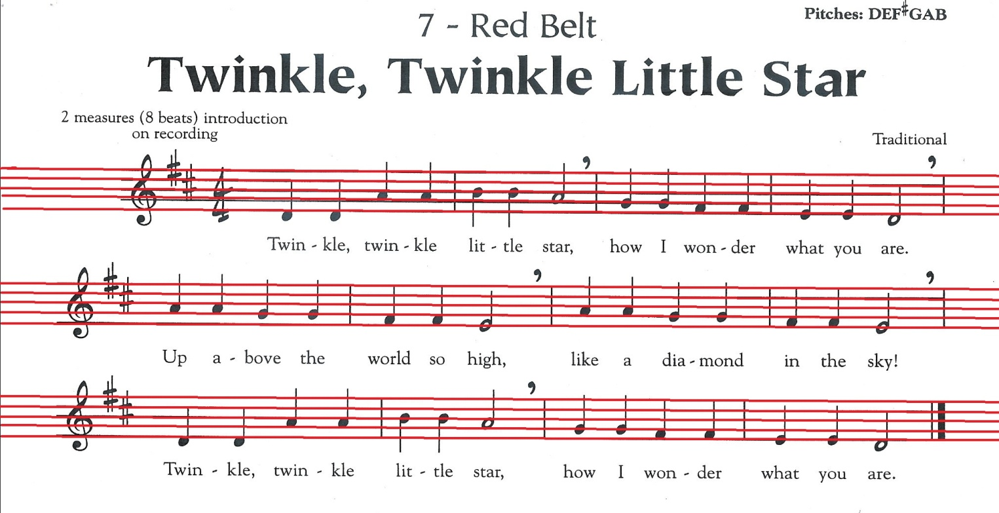 Pitches: DEF♯GAB
7 - Red Belt
Twinkle, Twinkle Little Star
2 measures (8 beats) introduction
on recording
Traditional
4
4
Twin - kle, twin - kle lit - tle star, how I won - der what you are.
Up a - bove the world so high, like a dia - mond in the sky!
Twin - kle, twin - kle lit - tle star, how I won - der what you are.